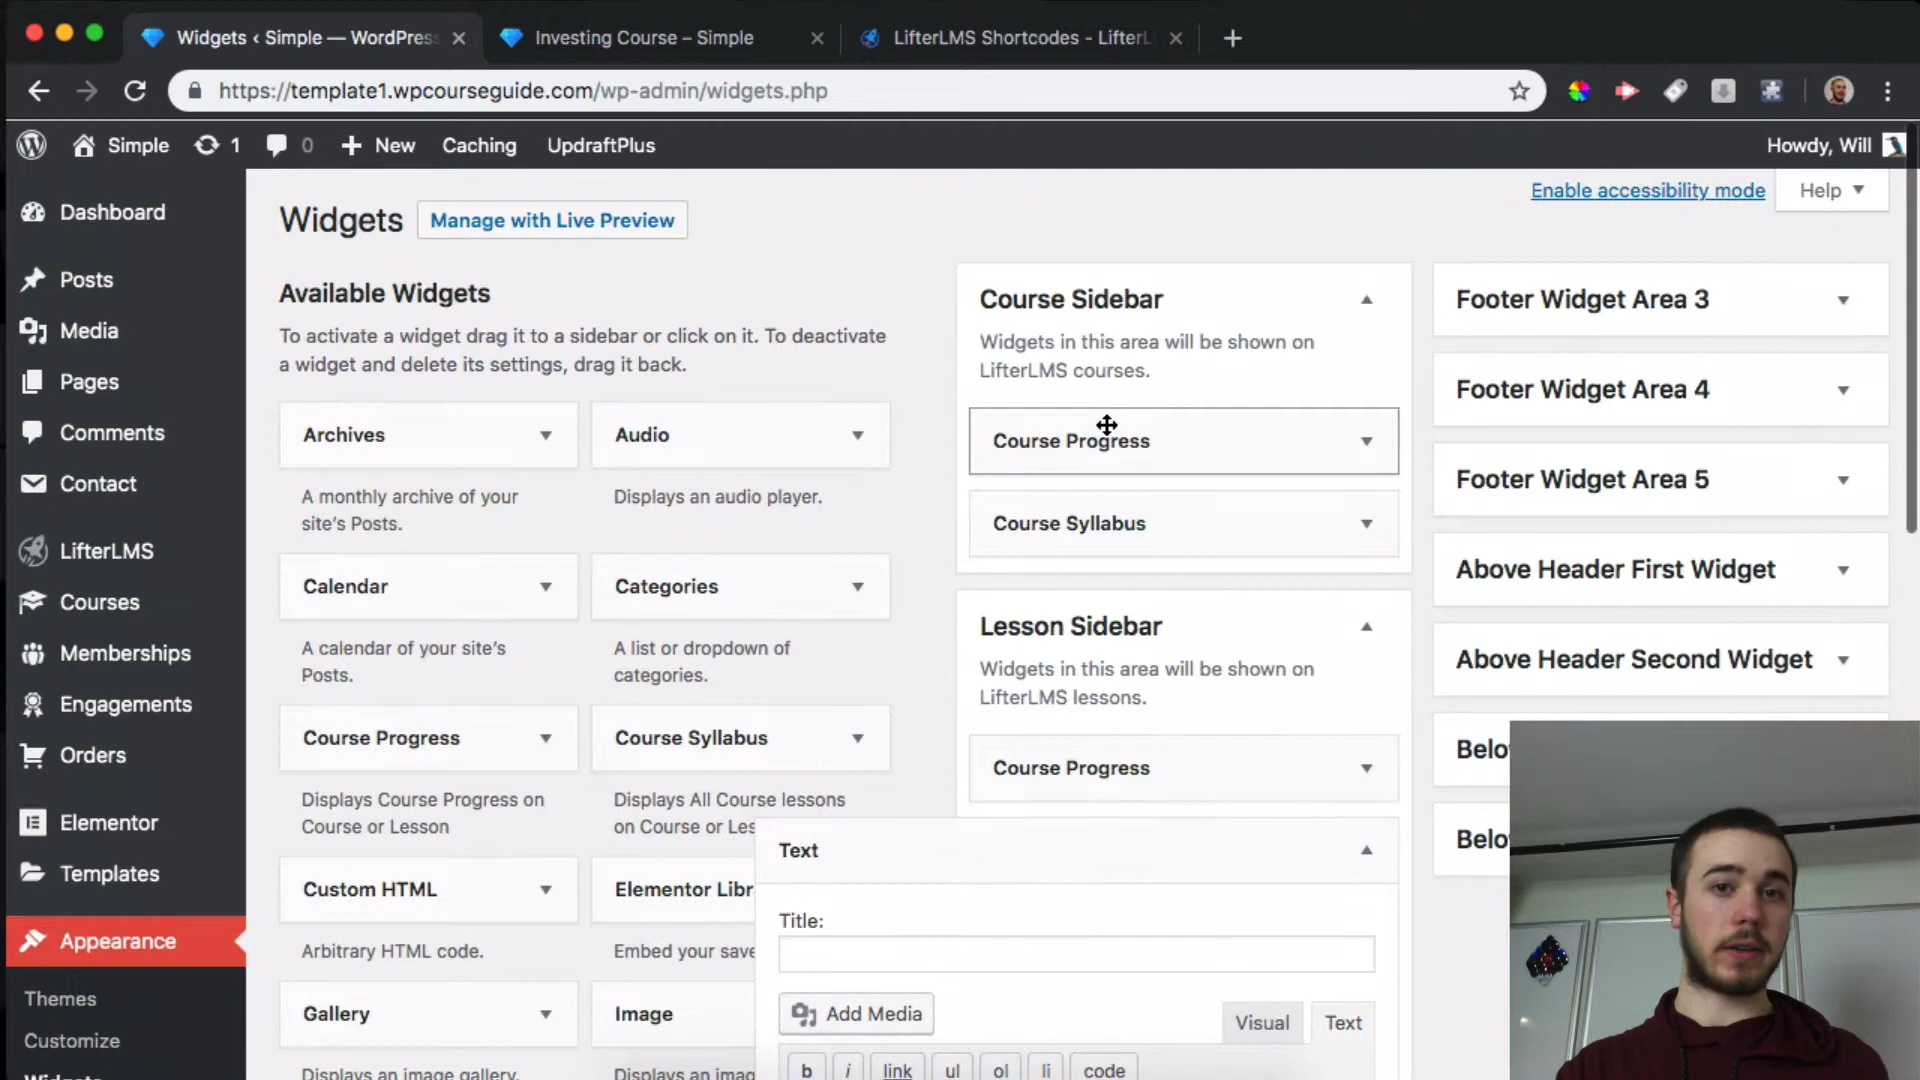 Widgets ‹ Simple — WordPres
Investing Course – Simple
LifterLMS Shortcodes - LifterL
https://template1.wpcourseguide.com/wp-admin/widgets.php
Simple
1
0
New
Caching
UpdraftPlus
Howdy, Will
Dashboard
Posts
Media
Pages
Comments
Contact
LifterLMS
Courses
Memberships
Engagements
Orders
Elementor
Templates
Appearance
Themes
Customize
Widgets
Enable accessibility mode
Help
Widgets
Manage with Live Preview
Available Widgets
To activate a widget drag it to a sidebar or click on it. To deactivate
a widget and delete its settings, drag it back.
Archives
Audio
A monthly archive of your
site's Posts.
Displays an audio player.
Calendar
Categories
A calendar of your site's
Posts.
A list or dropdown of
categories.
Course Progress
Course Syllabus
Displays Course Progress on
Course or Lesson
Displays All Course lessons
on Course or Les
Custom HTML
Elementor Libr
Arbitrary HTML code.
Embed your save
Gallery
Image
Displays an image gallery.
Displays an imag
Course Sidebar
Widgets in this area will be shown on
LifterLMS courses.
Course Progress
Course Syllabus
Lesson Sidebar
Widgets in this area will be shown on
LifterLMS lessons.
Course Progress
Text
Title:
Add Media
Visual
Text
b
i
link
ul
ol
li
code
Footer Widget Area 3
Footer Widget Area 4
Footer Widget Area 5
Above Header First Widget
Above Header Second Widget
Belo
Belo